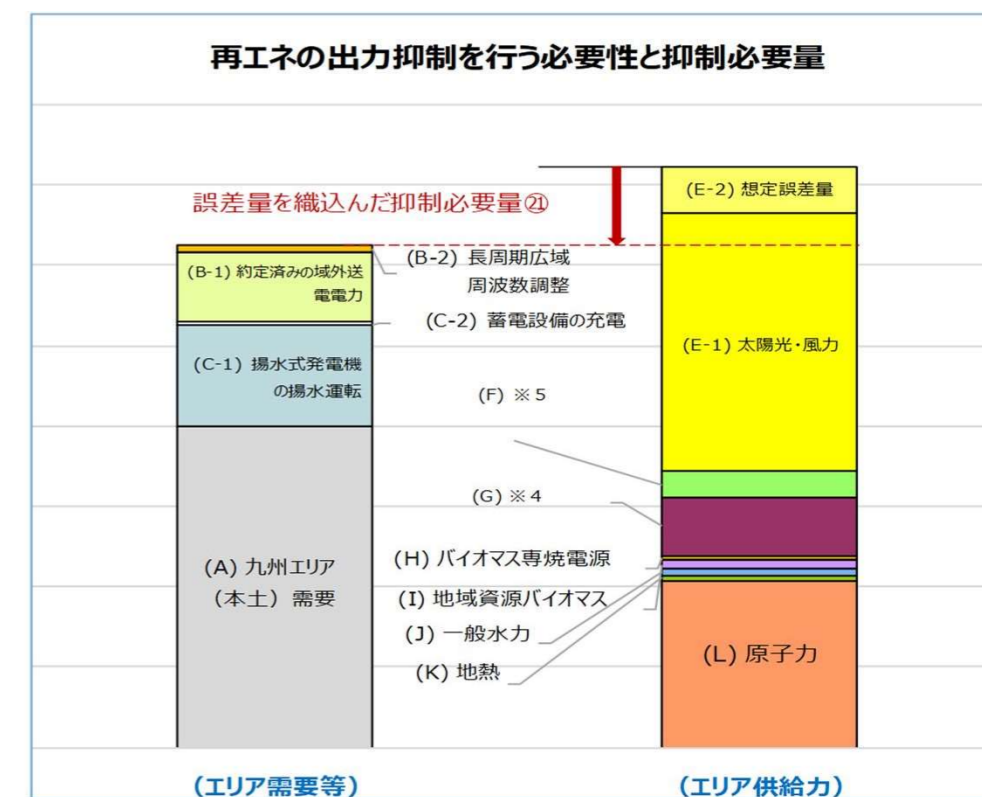 再エネの出力抑制を行う必要性と抑制必要量
誤差量を織込んだ抑制必要量㉑
(B-1) 約定済みの域外送
電電力
(C-1) 揚水式発電機
の揚水運転
(A) 九州エリア
（本土）需要
(B-2) 長周期広域
周波数調整
(C-2) 蓄電設備の充電
(F) ※５
(G) ※４
(H) バイオマス専焼電源
(I) 地域資源バイオマス
(J) 一般水力
(K) 地熱
(E-2) 想定誤差量
(E-1) 太陽光・風力
(L) 原子力
(エリア需要等)
(エリア供給力)